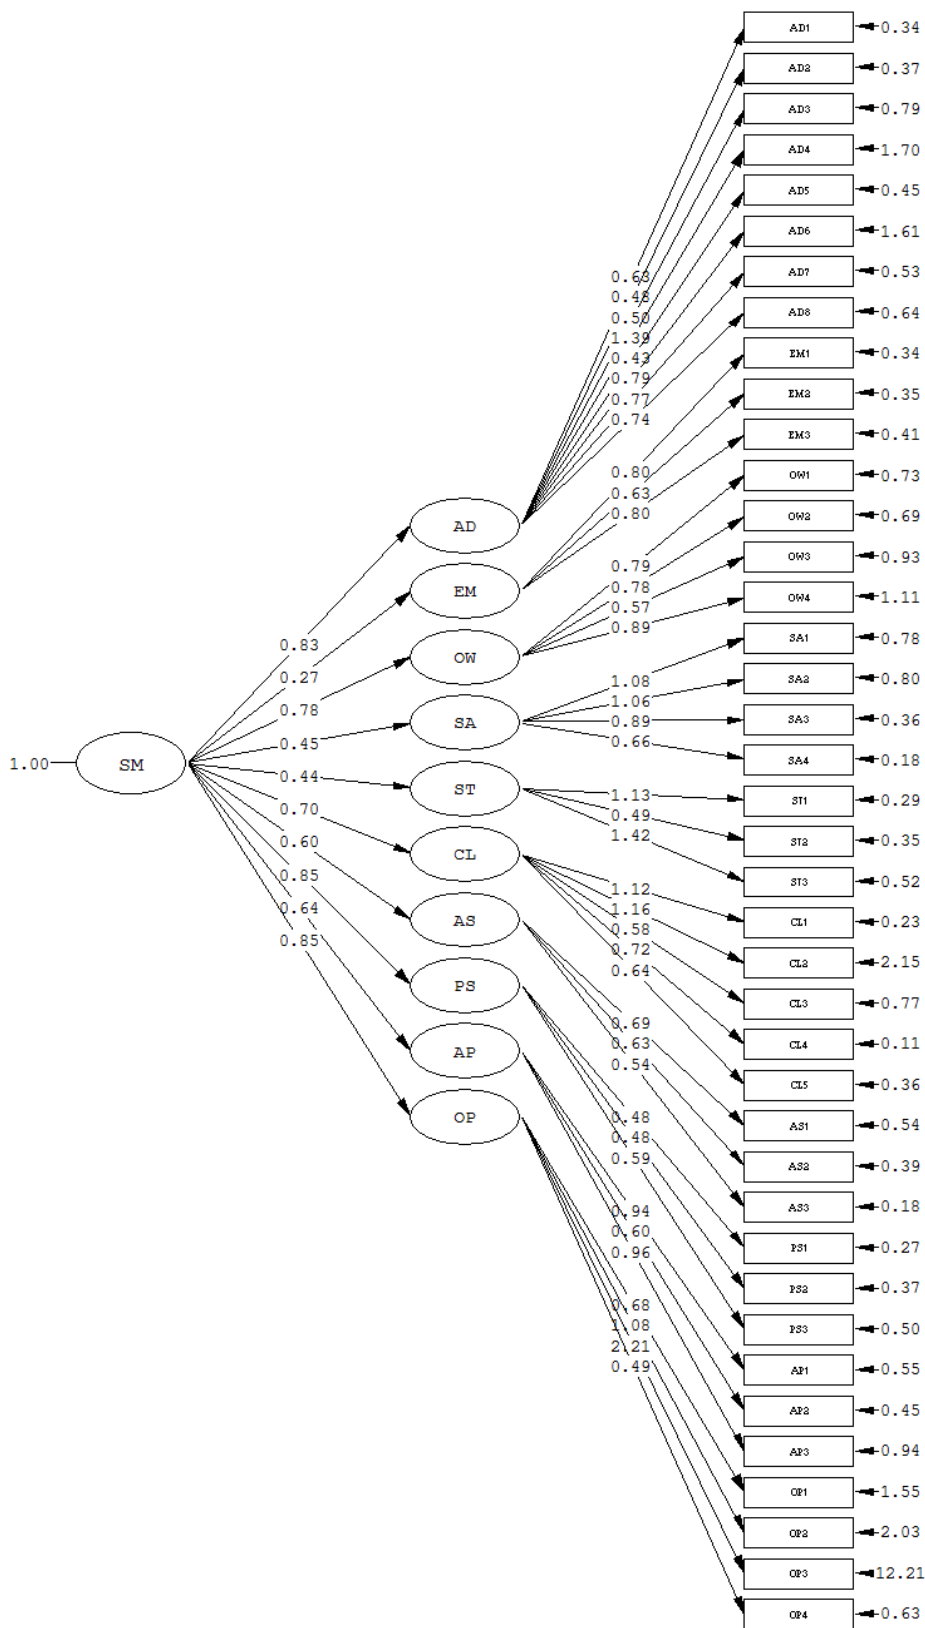 AD1 0.34
AD2 0.37
AD3 0.79
AD4 1.70
AD5 0.45
AD6 1.61
0.63 AD7 0.53
0.48
0.50 AD8 0.64
1.39
0.43 EM1 0.34
0.79
0.77 EM2 0.35
0.74
EM3 0.41
0.80 OW1 0.73
0.63
0.80 OW2 0.69
AD
OW3 0.93
0.79
0.78 EM OW4 1.11
0.57
0.89
0.83 SA1 0.78
OW
0.27 1.08 SA2 0.80
1.06
0.78 SA SA3 0.36
0.89
0.66
0.45 SA4 0.18
1.00 SM
0.44 ST 1.13 ST1 0.29
0.49
0.70 1.42 ST2 0.35
0.60 CL
0.85 ST3 0.52
1.12
0.64 1.16 CL1 0.23
AS 0.58
0.85 0.72
0.64 CL2 2.15
PS CL3 0.77
0.69
0.63 CL4 0.11
AP 0.54
CL5 0.36
OP 0.48 AS1 0.54
0.48
0.59 AS2 0.39
0.94 AS3 0.18
0.60
0.96 PS1 0.27
PS2 0.37
0.68
1.08 PS3 0.50
2.21
0.49 AP1 0.55
AP2 0.45
AP3 0.94
OP1 1.55
OP2 2.03
OP3 12.21
OP4 0.63